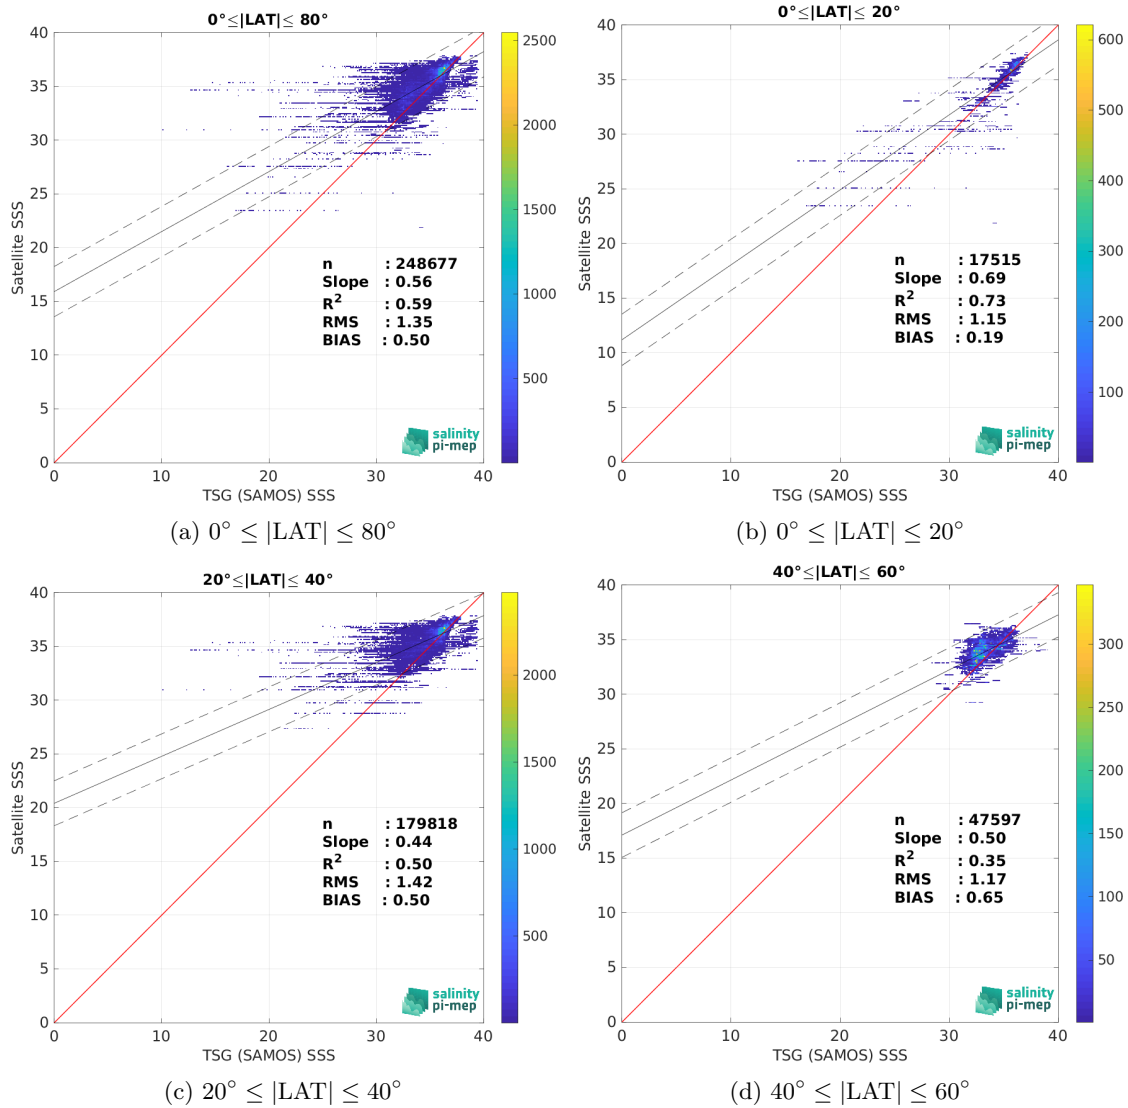 0°≤|LAT|≤ 80°
40
35
30
25
20
15
10
5
0
Satellite SSS
n : 248677
Slope : 0.56
R² : 0.59
RMS : 1.35
BIAS : 0.50
salinity
pi-mep
0 10 20 30 40
TSG (SAMOS) SSS
2500
2000
1500
1000
500
(a) 0° ≤ |LAT| ≤ 80°
0°≤|LAT|≤ 20°
40
35
30
25
20
15
10
5
0
Satellite SSS
n : 17515
Slope : 0.69
R² : 0.73
RMS : 1.15
BIAS : 0.19
salinity
pi-mep
0 10 20 30 40
TSG (SAMOS) SSS
600
500
400
300
200
100
(b) 0° ≤ |LAT| ≤ 20°
20°≤|LAT|≤ 40°
40
35
30
25
20
15
10
5
0
Satellite SSS
n : 179818
Slope : 0.44
R² : 0.50
RMS : 1.42
BIAS : 0.50
salinity
pi-mep
0 10 20 30 40
TSG (SAMOS) SSS
2000
1500
1000
500
(c) 20° ≤ |LAT| ≤ 40°
40°≤|LAT|≤ 60°
40
35
30
25
20
15
10
5
0
Satellite SSS
n : 47597
Slope : 0.50
R² : 0.35
RMS : 1.17
BIAS : 0.65
salinity
pi-mep
0 10 20 30 40
TSG (SAMOS) SSS
300
250
200
150
100
50
(d) 40° ≤ |LAT| ≤ 60°